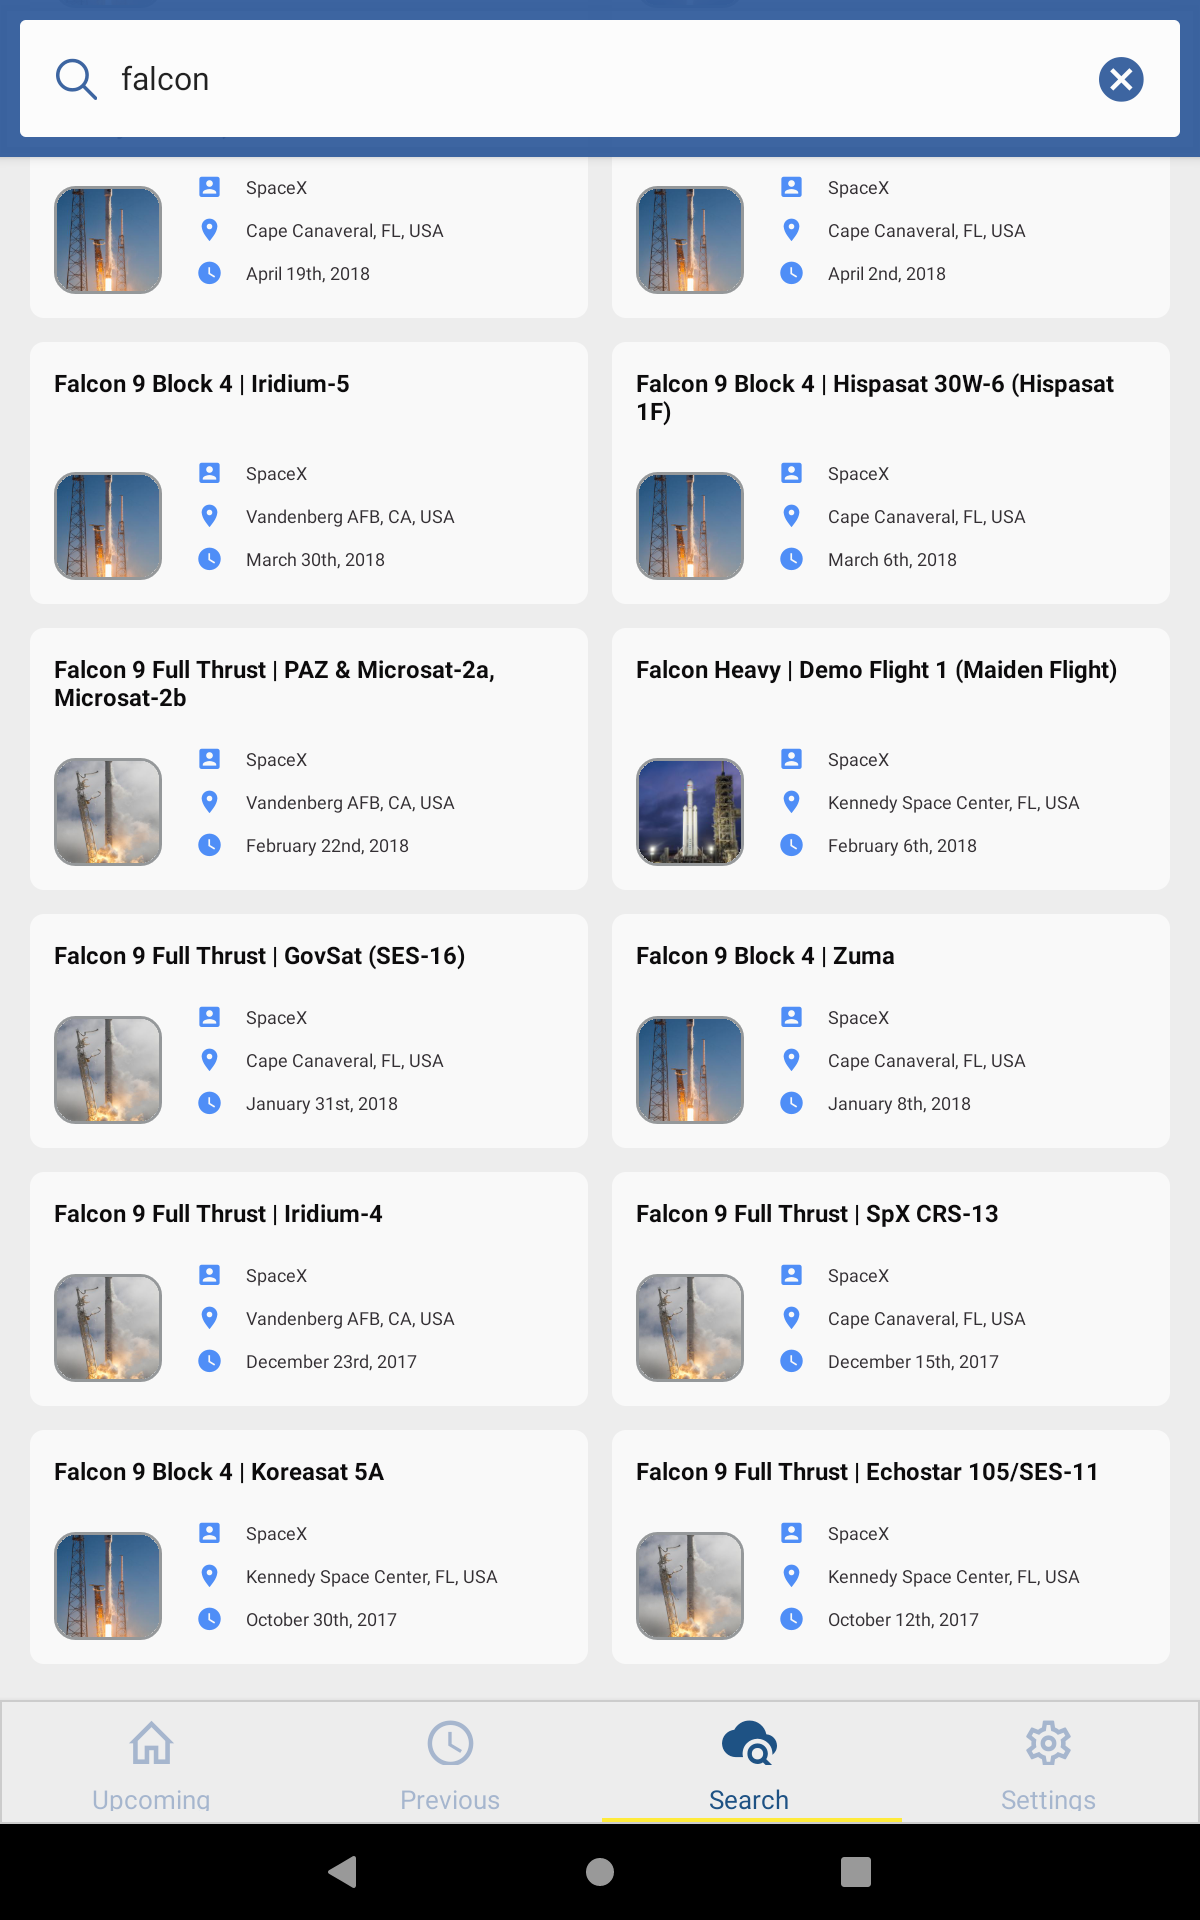 falcon
SpaceX
Cape Canaveral, FL, USA
April 19th, 2018
SpaceX
Cape Canaveral, FL, USA
April 2nd, 2018
Falcon 9 Block 4 | Iridium-5
SpaceX
Vandenberg AFB, CA, USA
March 30th, 2018
Falcon 9 Block 4 | Hispasat 30W-6 (Hispasat
1F)
SpaceX
Cape Canaveral, FL, USA
March 6th, 2018
Falcon 9 Full Thrust | PAZ & Microsat-2a,
Microsat-2b
SpaceX
Vandenberg AFB, CA, USA
February 22nd, 2018
Falcon Heavy | Demo Flight 1 (Maiden Flight)
SpaceX
Kennedy Space Center, FL, USA
February 6th, 2018
Falcon 9 Full Thrust | GovSat (SES-16)
SpaceX
Cape Canaveral, FL, USA
January 31st, 2018
Falcon 9 Block 4 | Zuma
SpaceX
Cape Canaveral, FL, USA
January 8th, 2018
Falcon 9 Full Thrust | Iridium-4
SpaceX
Vandenberg AFB, CA, USA
December 23rd, 2017
Falcon 9 Full Thrust | SpX CRS-13
SpaceX
Cape Canaveral, FL, USA
December 15th, 2017
Falcon 9 Block 4 | Koreasat 5A
SpaceX
Kennedy Space Center, FL, USA
October 30th, 2017
Falcon 9 Full Thrust | Echostar 105/SES-11
SpaceX
Kennedy Space Center, FL, USA
October 12th, 2017
Upcoming
Previous
Search
Settings